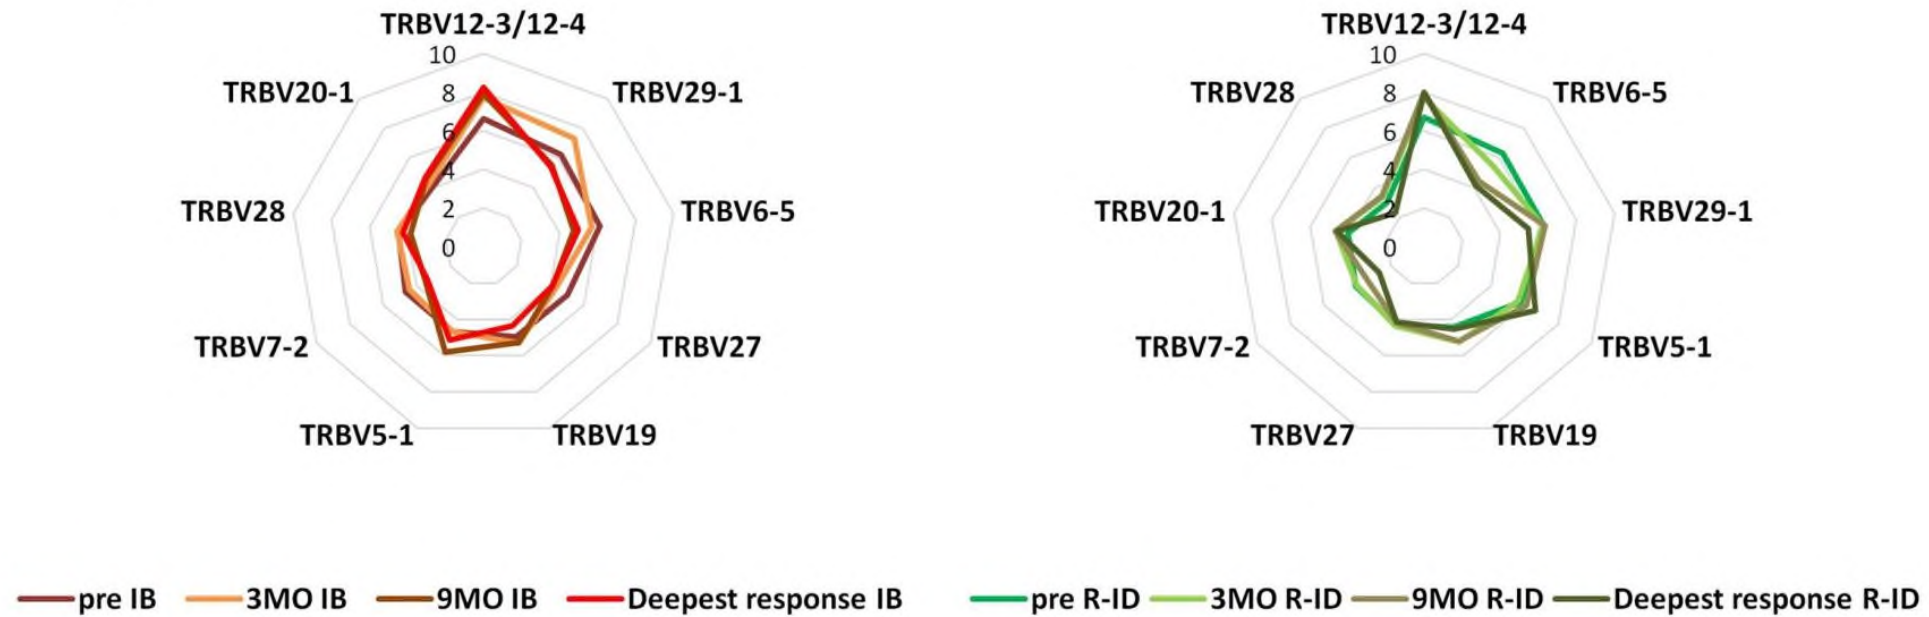 TRBV12-3/12-4 TRBV12-3/12-4
10 10
TRBV20-1 8 TRBV29-1 TRBV28 8 TRBV6-5
6 6
4 4
TRBV28 2 TRBV6-5 TRBV20-1 2 TRBV29-1
0 0
TRBV7-2 TRBV27 TRBV7-2 TRBV5-1
TRBV5-1 TRBV19 TRBV27 TRBV19
pre IB 3MO IB 9MO IB Deepest response IB pre R-ID 3MO R-ID 9MO R-ID Deepest response R-ID